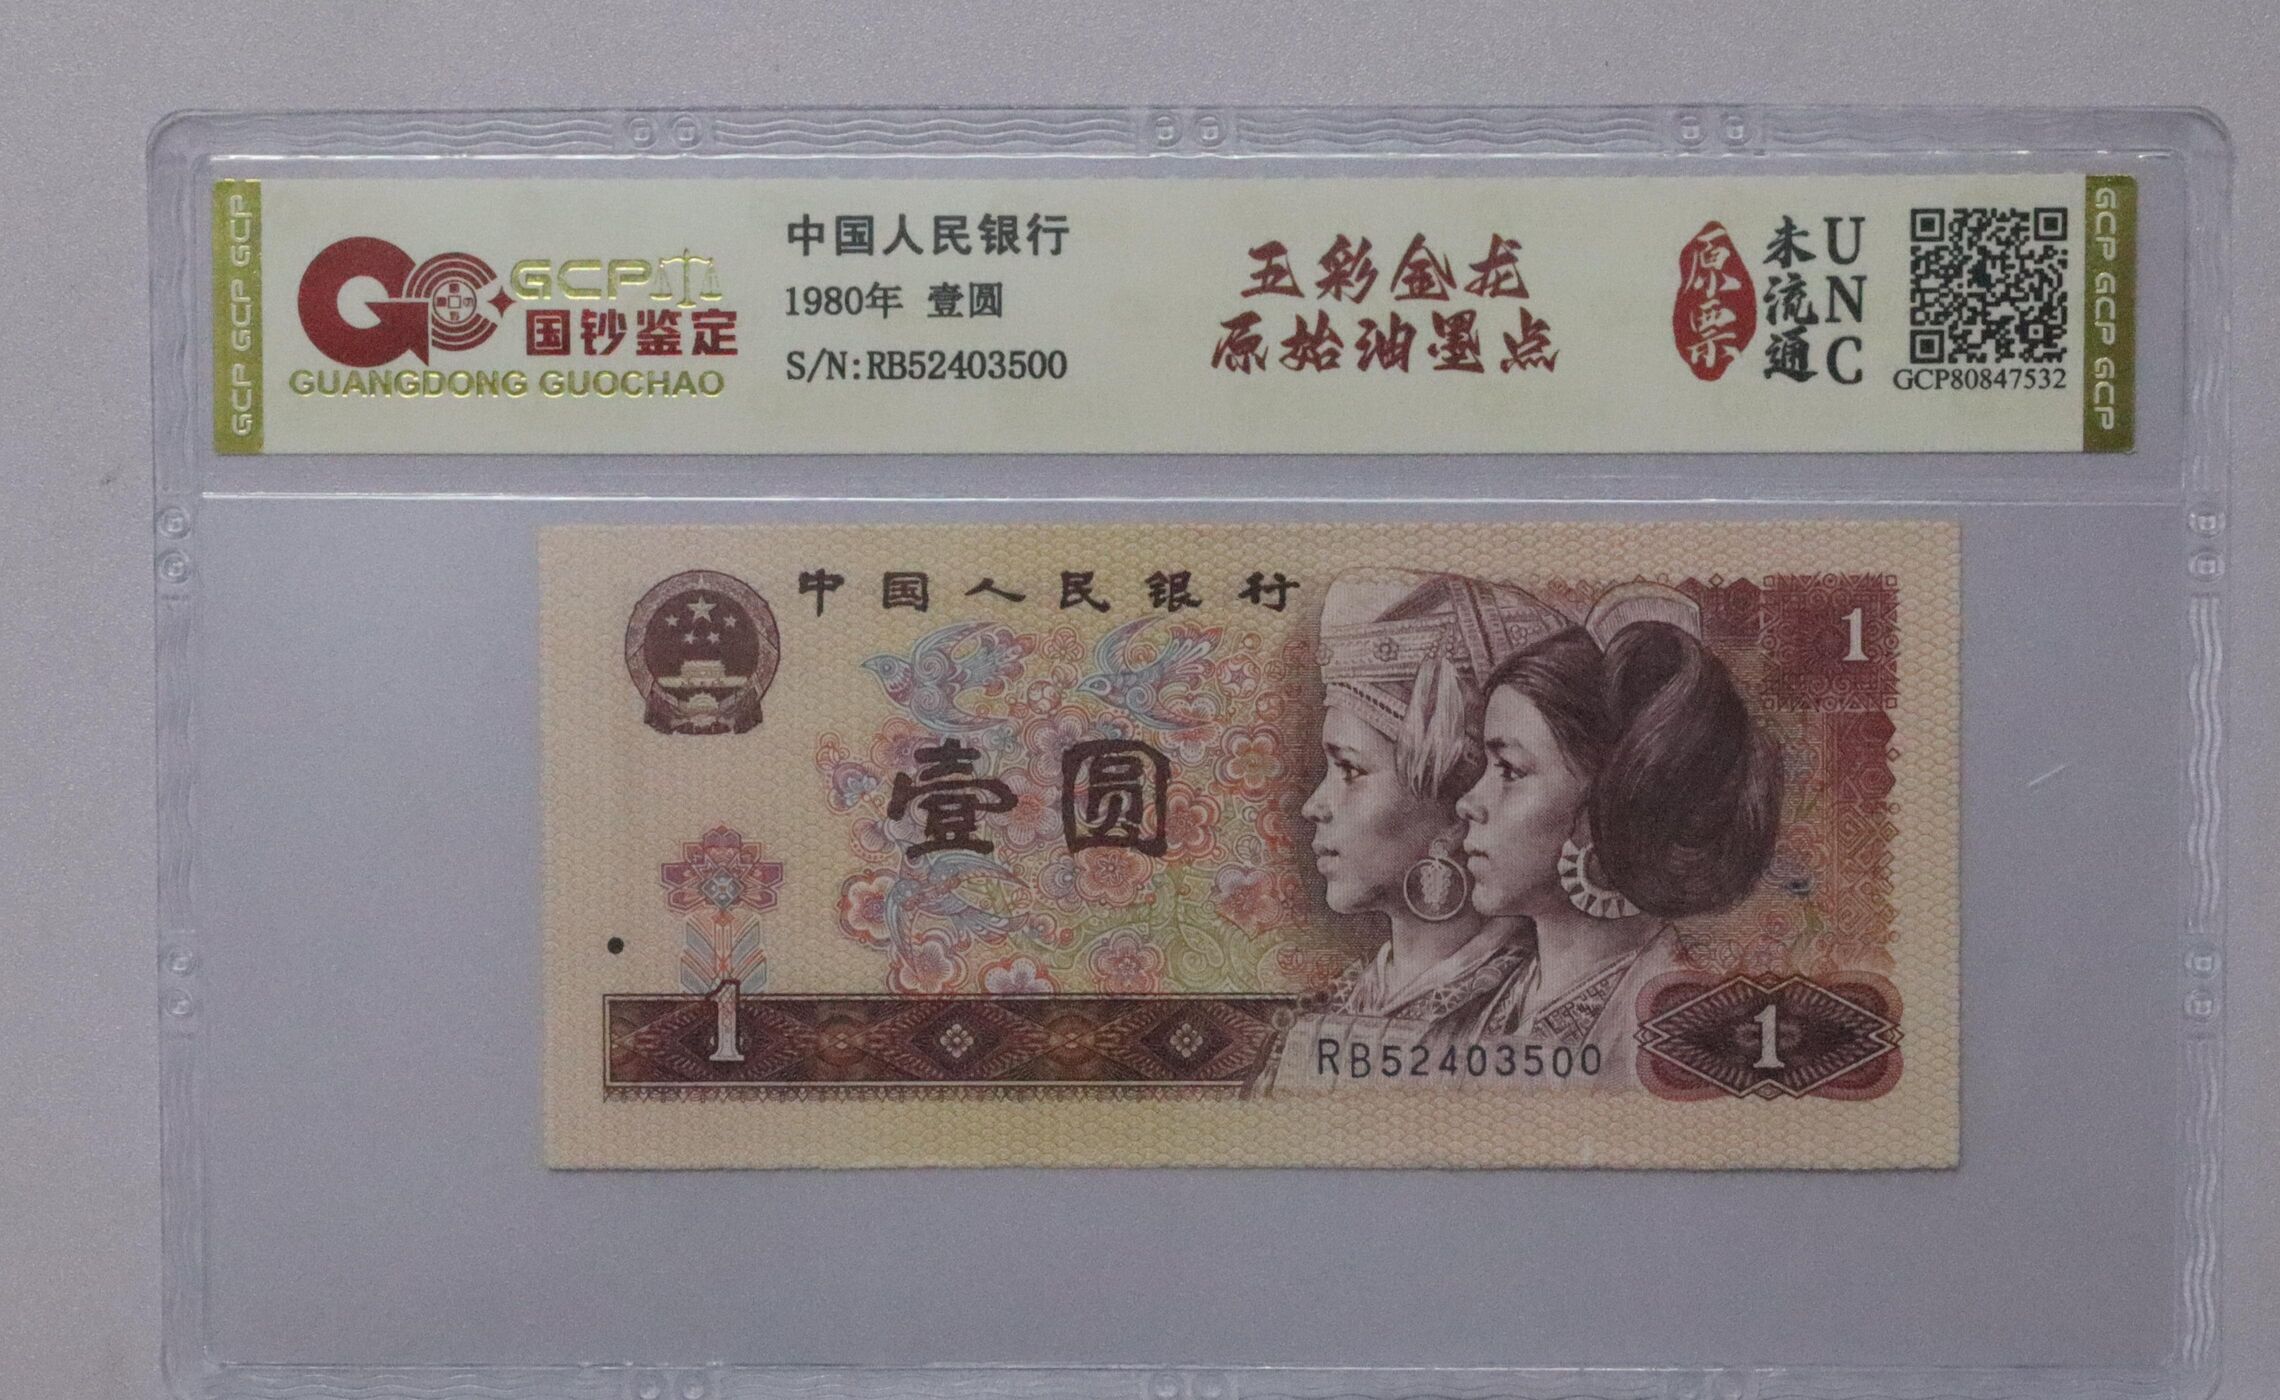 GCP GCP GCP
GCP
国钞鉴定
GUANGDONG GUOCHAO
中国人民银行
1980年 壹圆
S/N:RB52403500
五彩金龙
原始油墨点
原票
未流通
UNC
GCP80847532
GCP GCP GCP
中国人民银行
1
壹圆
1
RB52403500
1